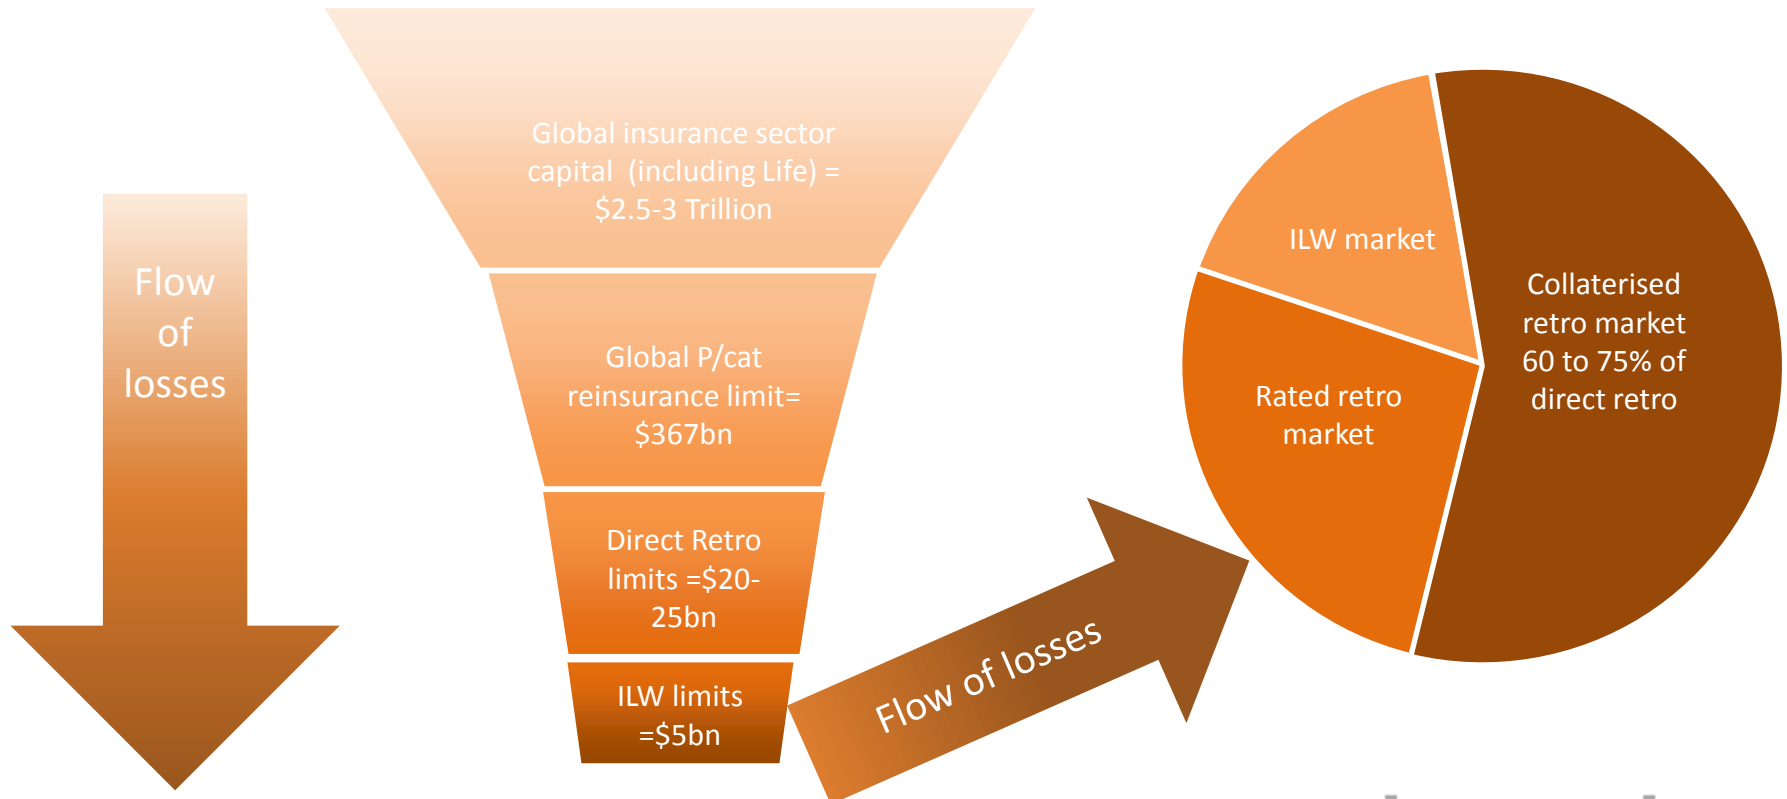 Flow
of
losses
Global insurance sector
capital  (including Life) =
$2.5-3 Trillion
Global P/cat
reinsurance limit=
$367bn
Direct Retro
limits =$20-
25bn
ILW limits
=$5bn
Flow of losses
ILW market
Rated retro
market
Collaterised
retro market
60 to 75% of
direct retro